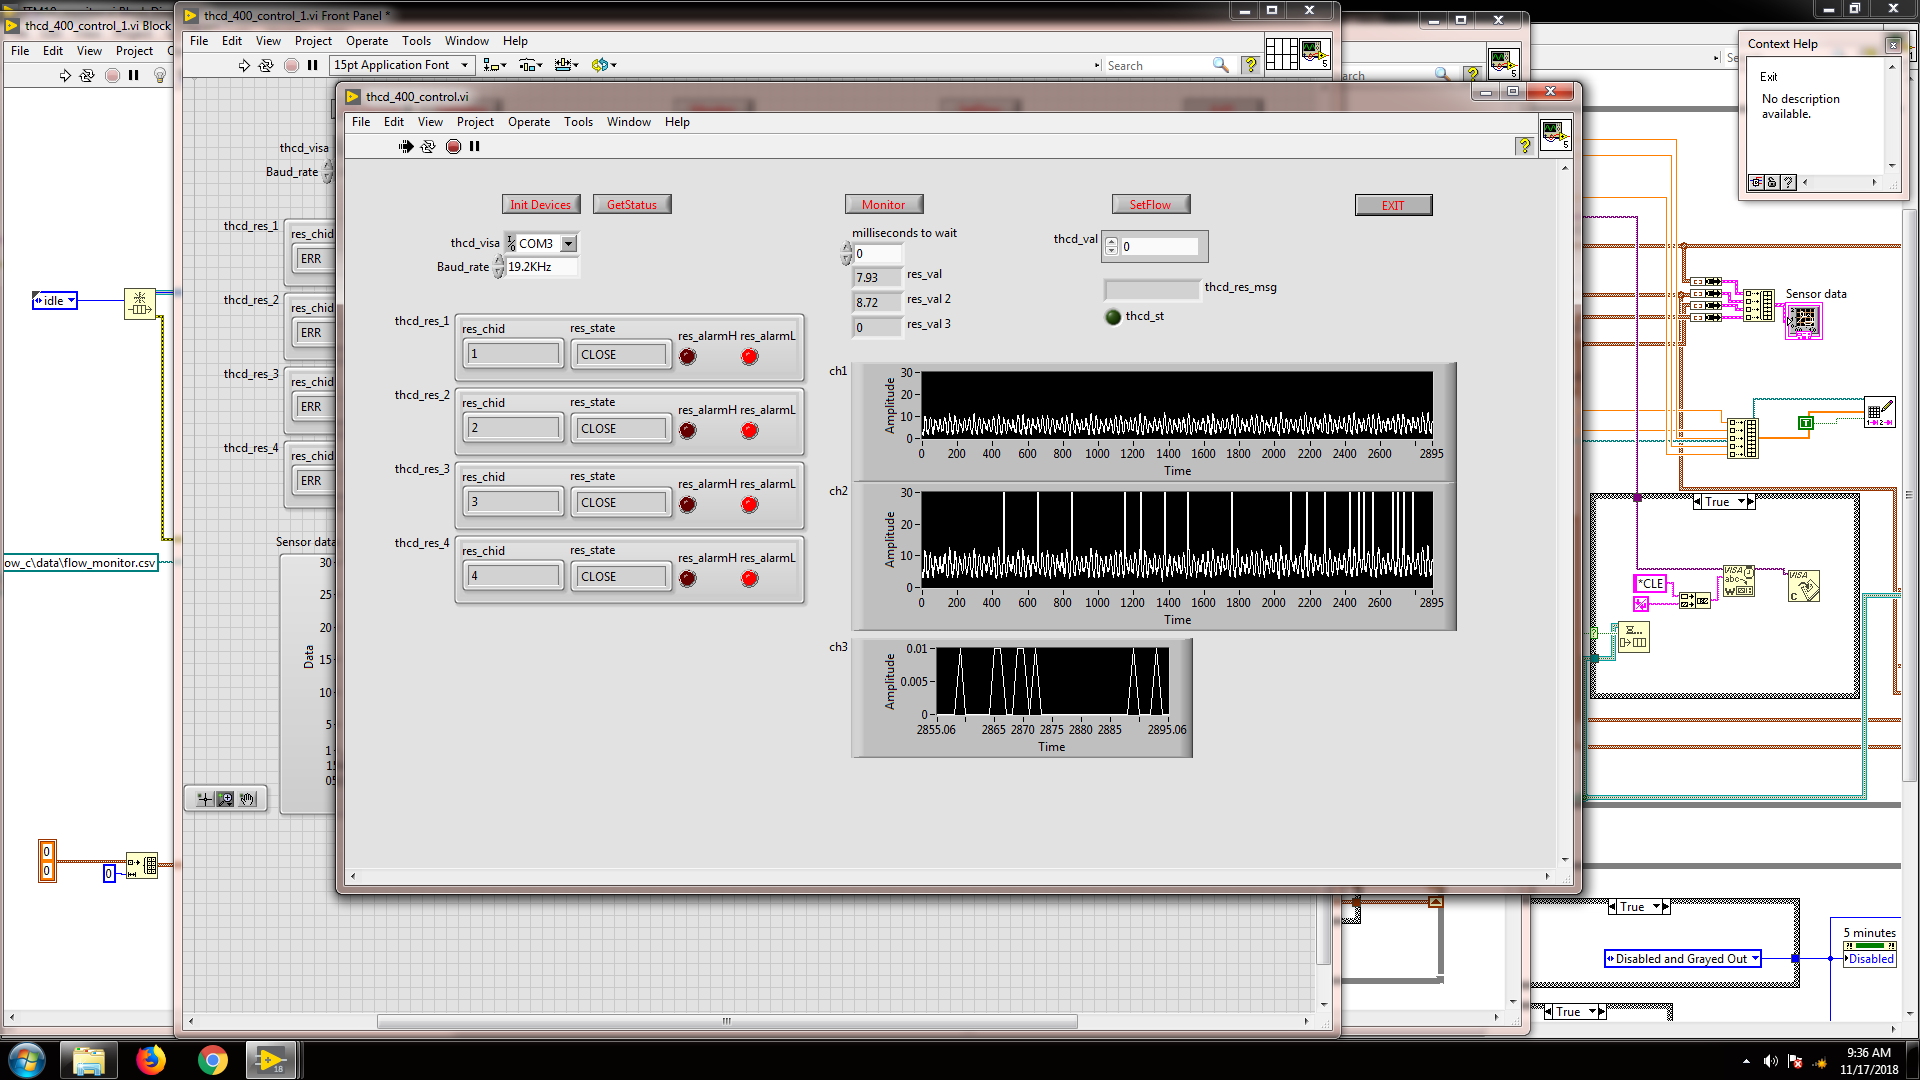 thcd_400_control_1.vi Block
File Edit View Project
idle
ow_c\data\flow_monitor.csv
0
0
0
thcd_400_control_1.vi Front Panel *
File Edit View Project Operate Tools Window Help
15pt Application Font
Search
5
thcd_visa
Baud_rate
thcd_res_1
res_chid
ERR
thcd_res_2
res_chid
ERR
thcd_res_3
res_chid
ERR
thcd_res_4
res_chid
ERR
Sensor data
Data
30
25
20
15
10
5
thcd_400_control.vi
File Edit View Project Operate Tools Window Help
5
Init Devices GetStatus Monitor SetFlow EXIT
thcd_visa COM3
Baud_rate 19.2KHz
milliseconds to wait
0
7.93 res_val
8.72 res_val 2
0 res_val 3
thcd_val 0
thcd_res_msg
thcd_st
thcd_res_1
res_chid res_state res_alarmH res_alarmL
1 CLOSE
thcd_res_2
res_chid res_state res_alarmH res_alarmL
2 CLOSE
thcd_res_3
res_chid res_state res_alarmH res_alarmL
3 CLOSE
thcd_res_4
res_chid res_state res_alarmH res_alarmL
4 CLOSE
ch1
Amplitude
30
20
10
0
0 200 400 600 800 1000 1200 1400 1600 1800 2000 2200 2400 2600 2895
Time
ch2
Amplitude
30
20
10
0
0 200 400 600 800 1000 1200 1400 1600 1800 2000 2200 2400 2600 2895
Time
ch3
Amplitude
0.01
0.005
0
2855.06 2865 2870 2875 2880 2885 2895.06
Time
arch
5
Context Help
Exit
No description
available.
Sensor data
T
True
*CLE
VISA
abc
W
VISA
C
True
Disabled and Grayed Out
5 minutes
Disabled
True
18
9:36 AM
11/17/2018